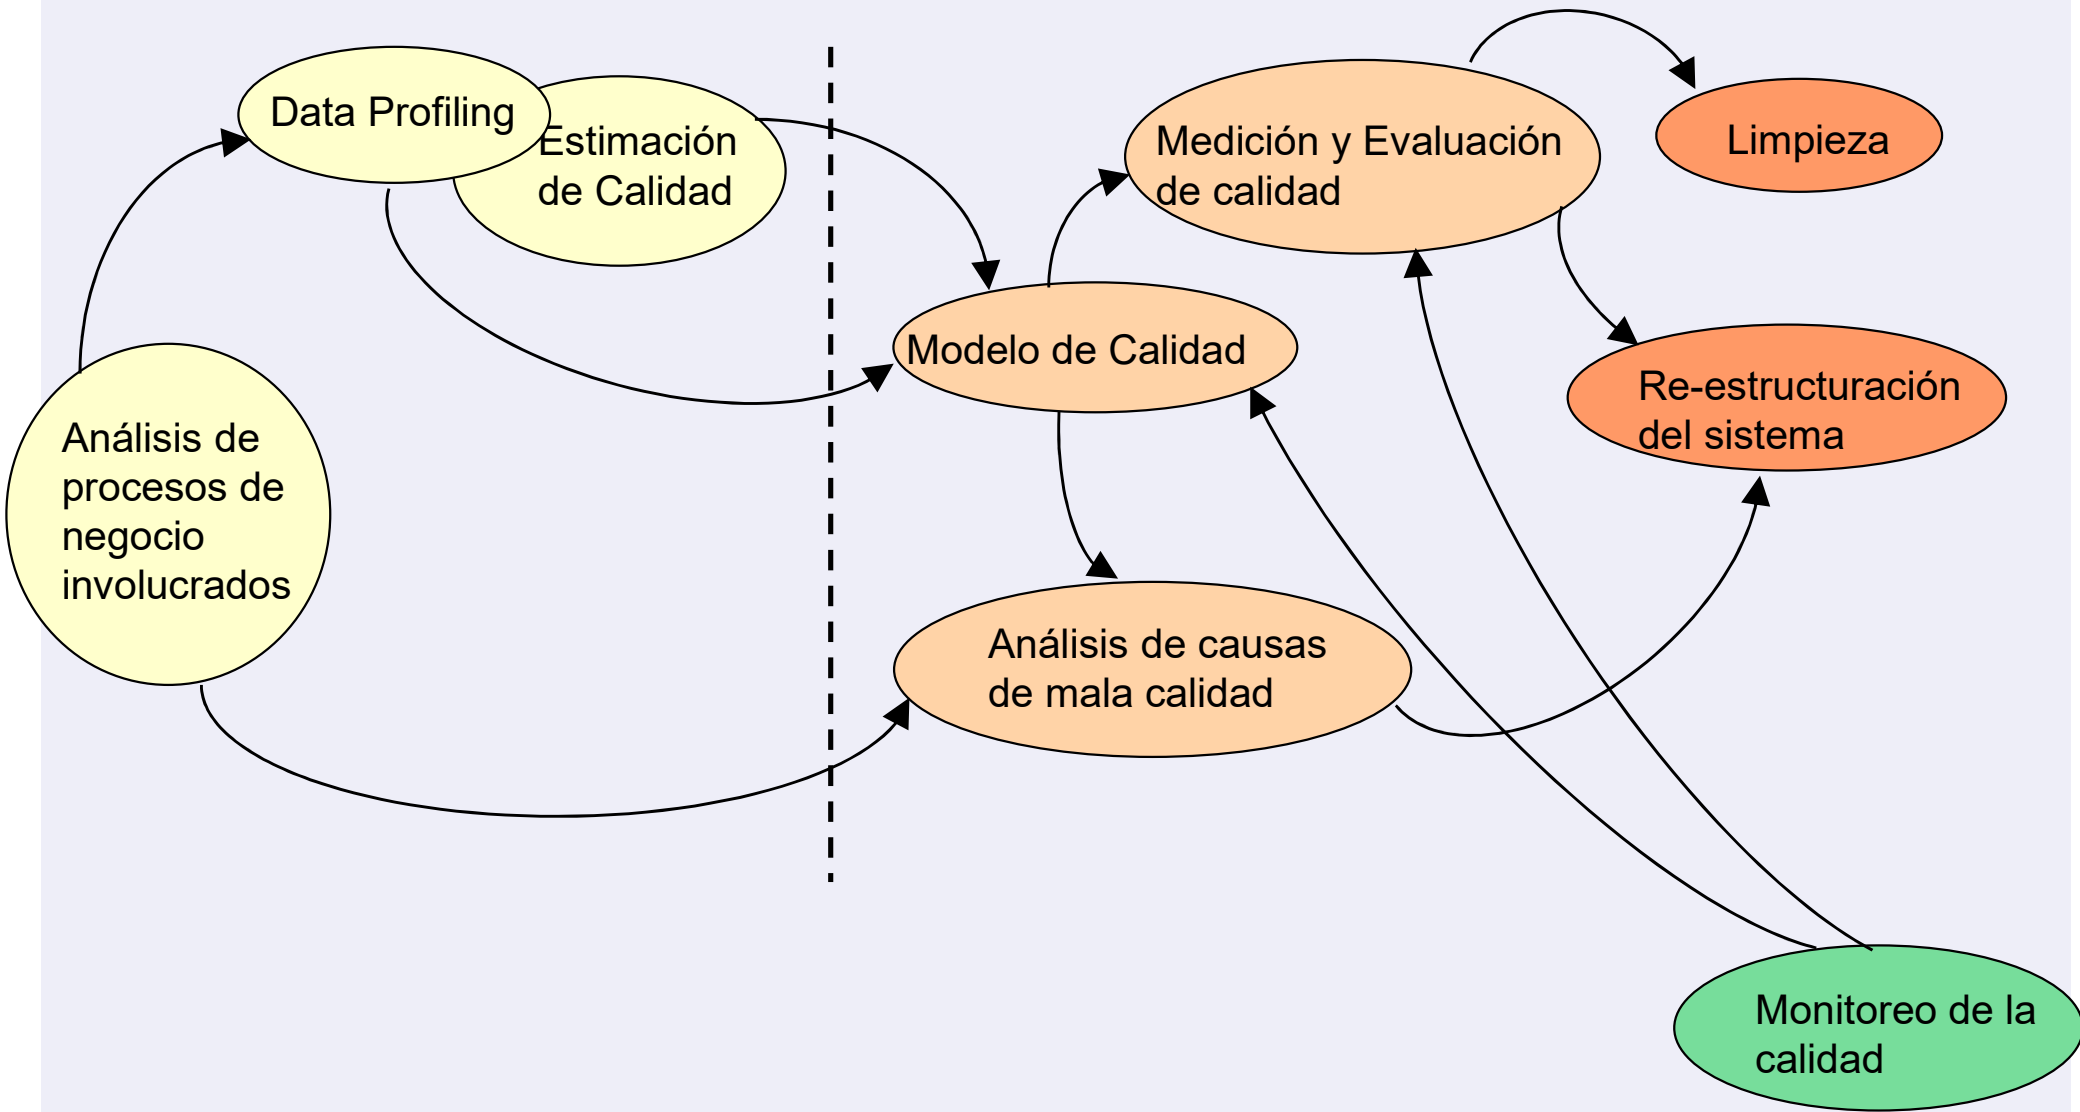 Data Profiling
Estimación
de Calidad
Medición y Evaluación
de calidad
Limpieza
Modelo de Calidad
Re-estructuración
del sistema
Análisis de
procesos de
negocio
involucrados
Análisis de causas
de mala calidad
Monitoreo de la
calidad